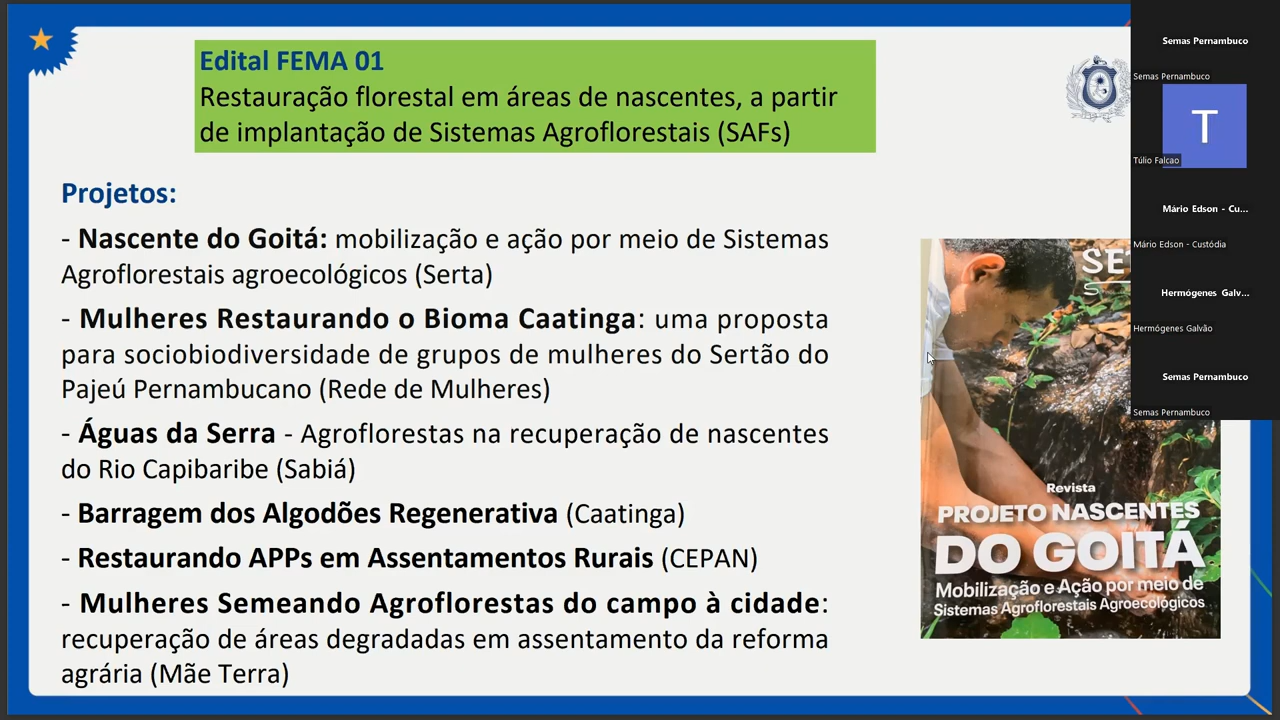 Edital FEMA 01
Restauração florestal em áreas de nascentes, a partir
de implantação de Sistemas Agroflorestais (SAFs)
Projetos:
- Nascente do Goitá: mobilização e ação por meio de Sistemas
Agroflorestais agroecológicos (Serta)
- Mulheres Restaurando o Bioma Caatinga: uma proposta
para sociobiodiversidade de grupos de mulheres do Sertão do
Pajeú Pernambucano (Rede de Mulheres)
- Águas da Serra - Agroflorestas na recuperação de nascentes
do Rio Capibaribe (Sabiá)
- Barragem dos Algodões Regenerativa (Caatinga)
- Restaurando APPs em Assentamentos Rurais (CEPAN)
- Mulheres Semeando Agroflorestas do campo à cidade:
recuperação de áreas degradadas em assentamento da reforma
agrária (Mãe Terra)
Revista
PROJETO NASCENTES
DO GOITÁ
Mobilização e Ação por meio de
Sistemas Agroflorestais Agroecológicos
Semas Pernambuco
Semas Pernambuco
T
Túlio Falcao
Mário Edson - Cu...
Mário Edson - Custódia
Hermógenes Galv...
Hermógenes Galvão
Semas Pernambuco
Semas Pernambuco